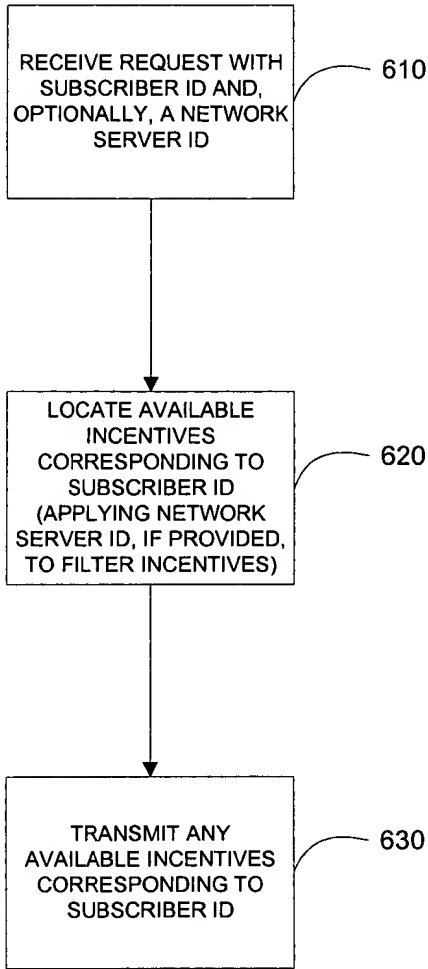 RECEIVE REQUEST WITH
SUBSCRIBER ID AND,
OPTIONALLY, A NETWORK
SERVER ID
610
LOCATE AVAILABLE
INCENTIVES
CORRESPONDING TO
SUBSCRIBER ID
(APPLYING NETWORK
SERVER ID, IF PROVIDED,
TO FILTER INCENTIVES)
620
TRANSMIT ANY
AVAILABLE INCENTIVES
CORRESPONDING TO
SUBSCRIBER ID
630